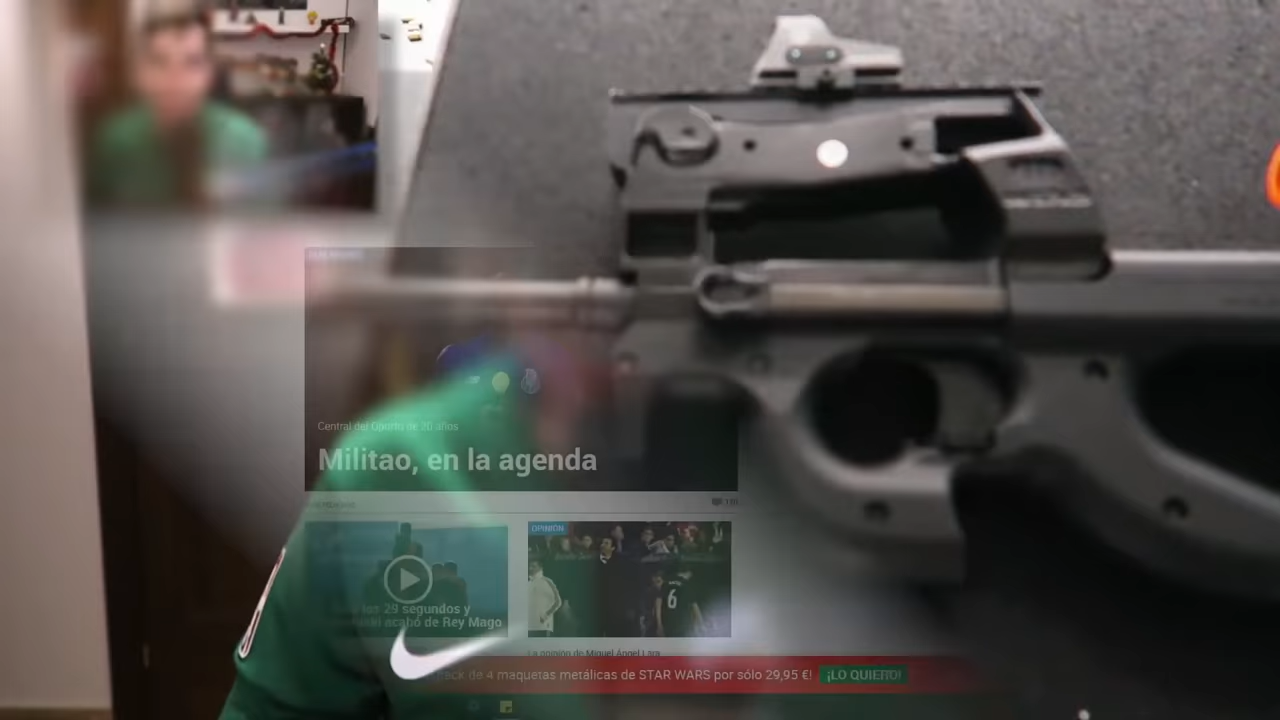 Central del Oporto de 20 años
Militao, en la agenda
OPINIÓN
los 29 segundos y
acabó de Rey Mago
6
La opinión de Miguel Ángel Lara
Pack de 4 maquetas metálicas de STAR WARS por sólo 29,95 €!
¡LO QUIERO!